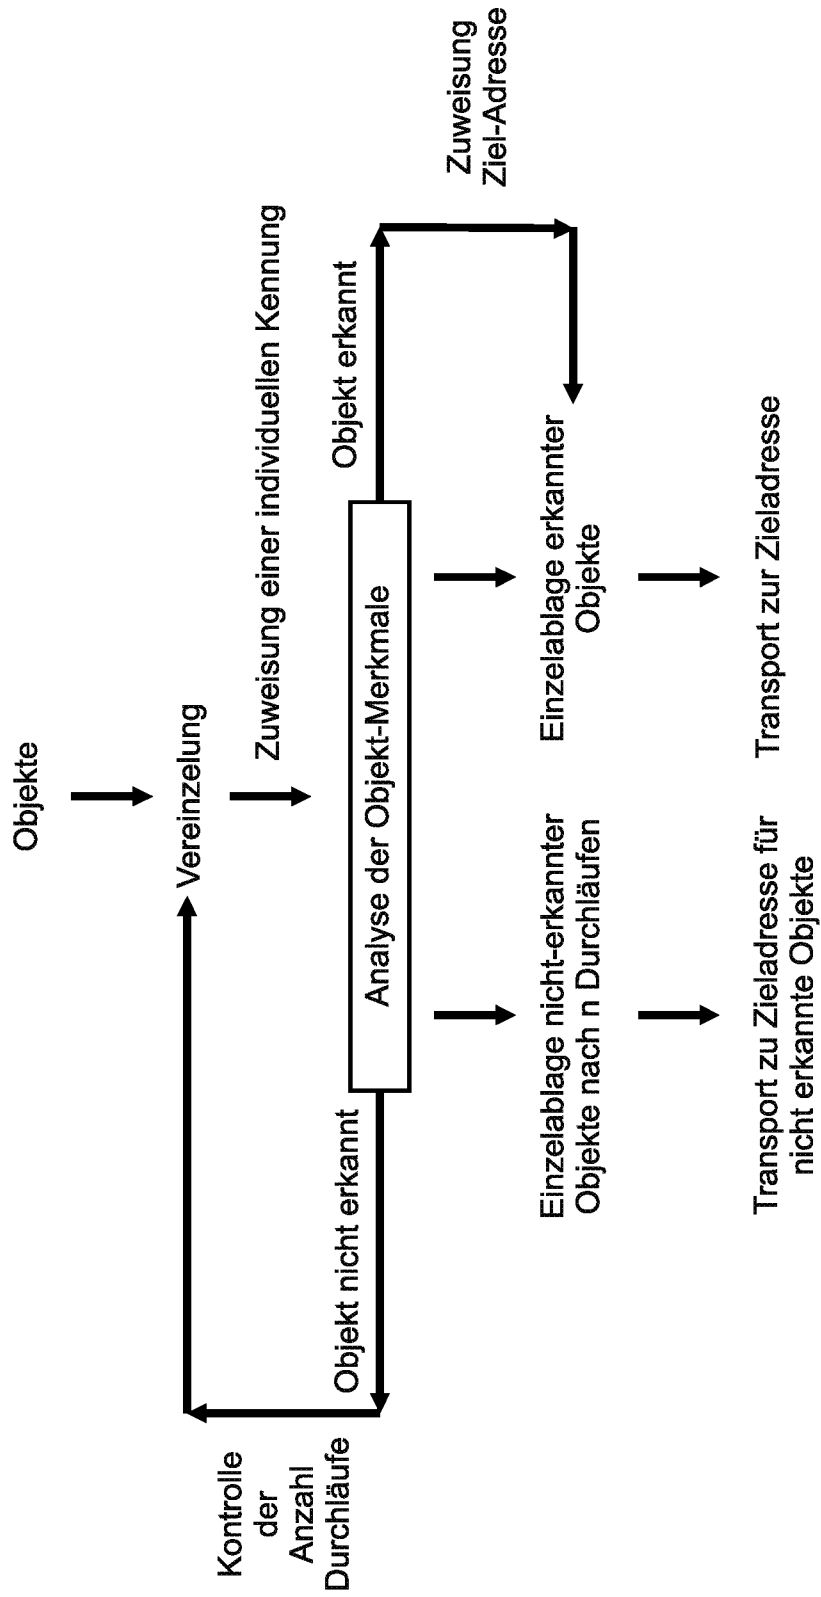 Objekte
Vereinzelung
Zuweisung einer individuellen Kennung
Kontrolle
der
Anzahl
Durchläufe
Objekt nicht erkannt
Analyse der Objekt-Merkmale
Objekt erkannt
Zuweisung
Ziel-Adresse
Einzelablage nicht-erkannter
Objekte nach n Durchläufen
Einzelablage erkannter
Objekte
Transport zu Zieladresse für
nicht erkannte Objekte
Transport zur Zieladresse